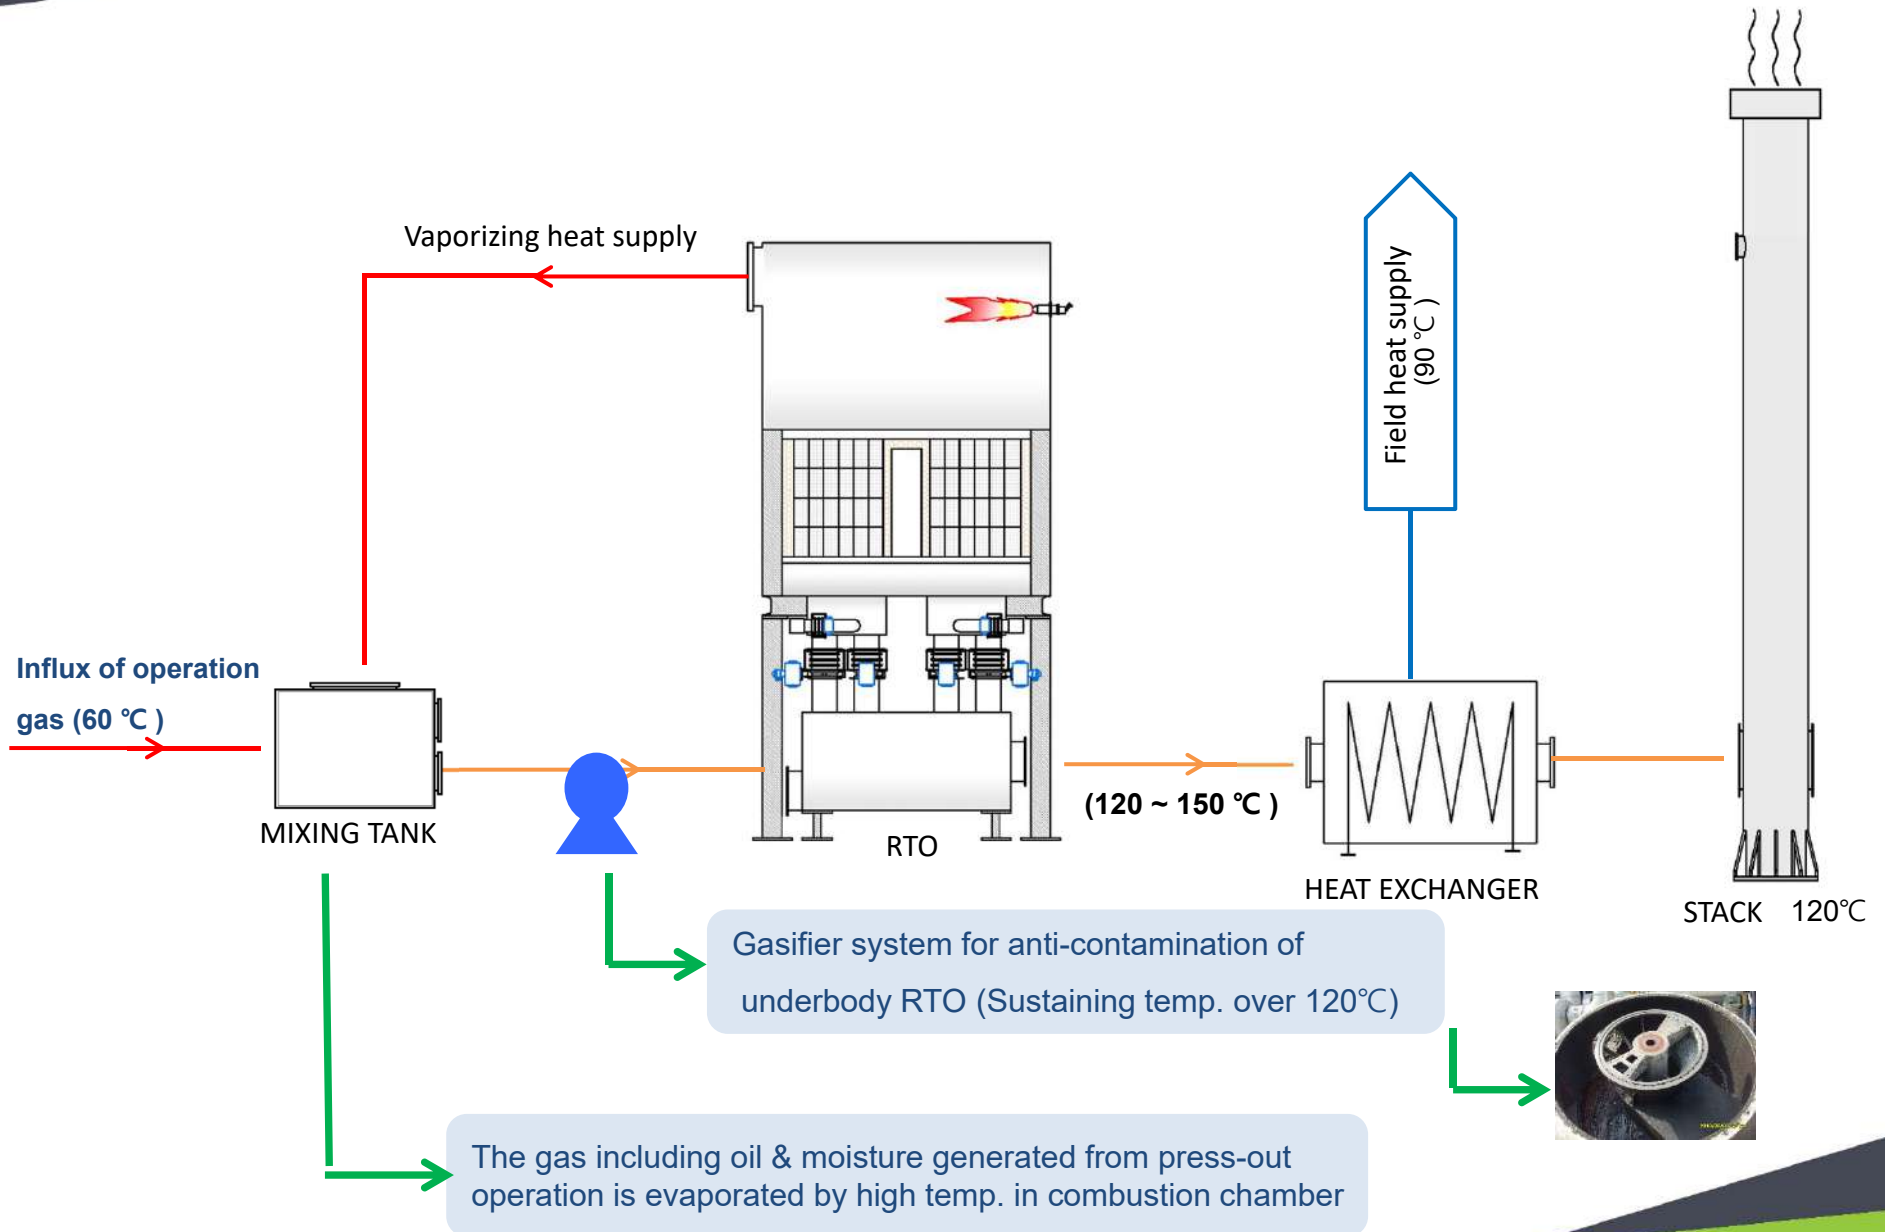 Vaporizing heat supply
Field heat supply
(90 ℃ )
Influx of operation
gas (60 ℃ )
MIXING TANK
RTO
(120 ~ 150 ℃ )
HEAT EXCHANGER
STACK 120℃
Gasifier system for anti-contamination of
underbody RTO (Sustaining temp. over 120℃)
The gas including oil & moisture generated from press-out
operation is evaporated by high temp. in combustion chamber